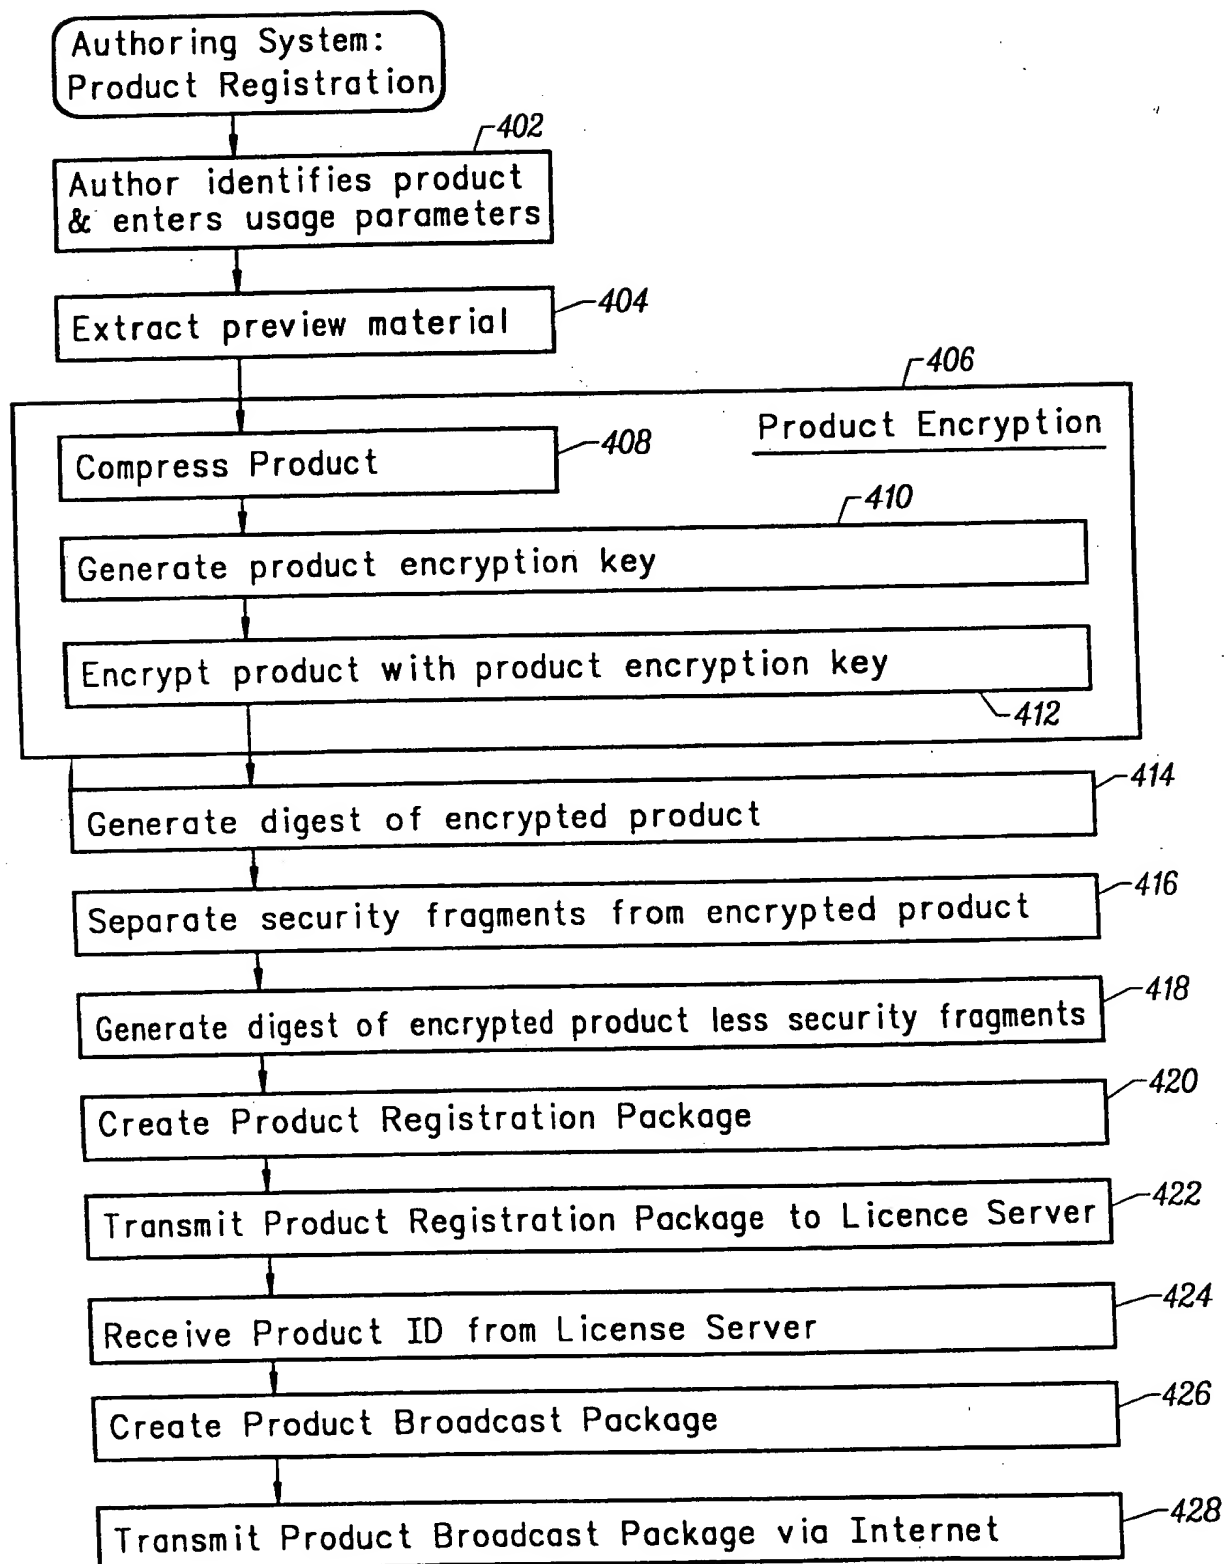 Authoring System:
Product Registration
402
Author identifies product
& enters usage parameters
404
Extract preview material
406
Product Encryption
408
Compress Product
410
Generate product encryption key
Encrypt product with product encryption key
412
414
Generate digest of encrypted product
416
Separate security fragments from encrypted product
418
Generate digest of encrypted product less security fragments
420
Create Product Registration Package
422
Transmit Product Registration Package to Licence Server
424
Receive Product ID from License Server
426
Create Product Broadcast Package
428
Transmit Product Broadcast Package via Internet